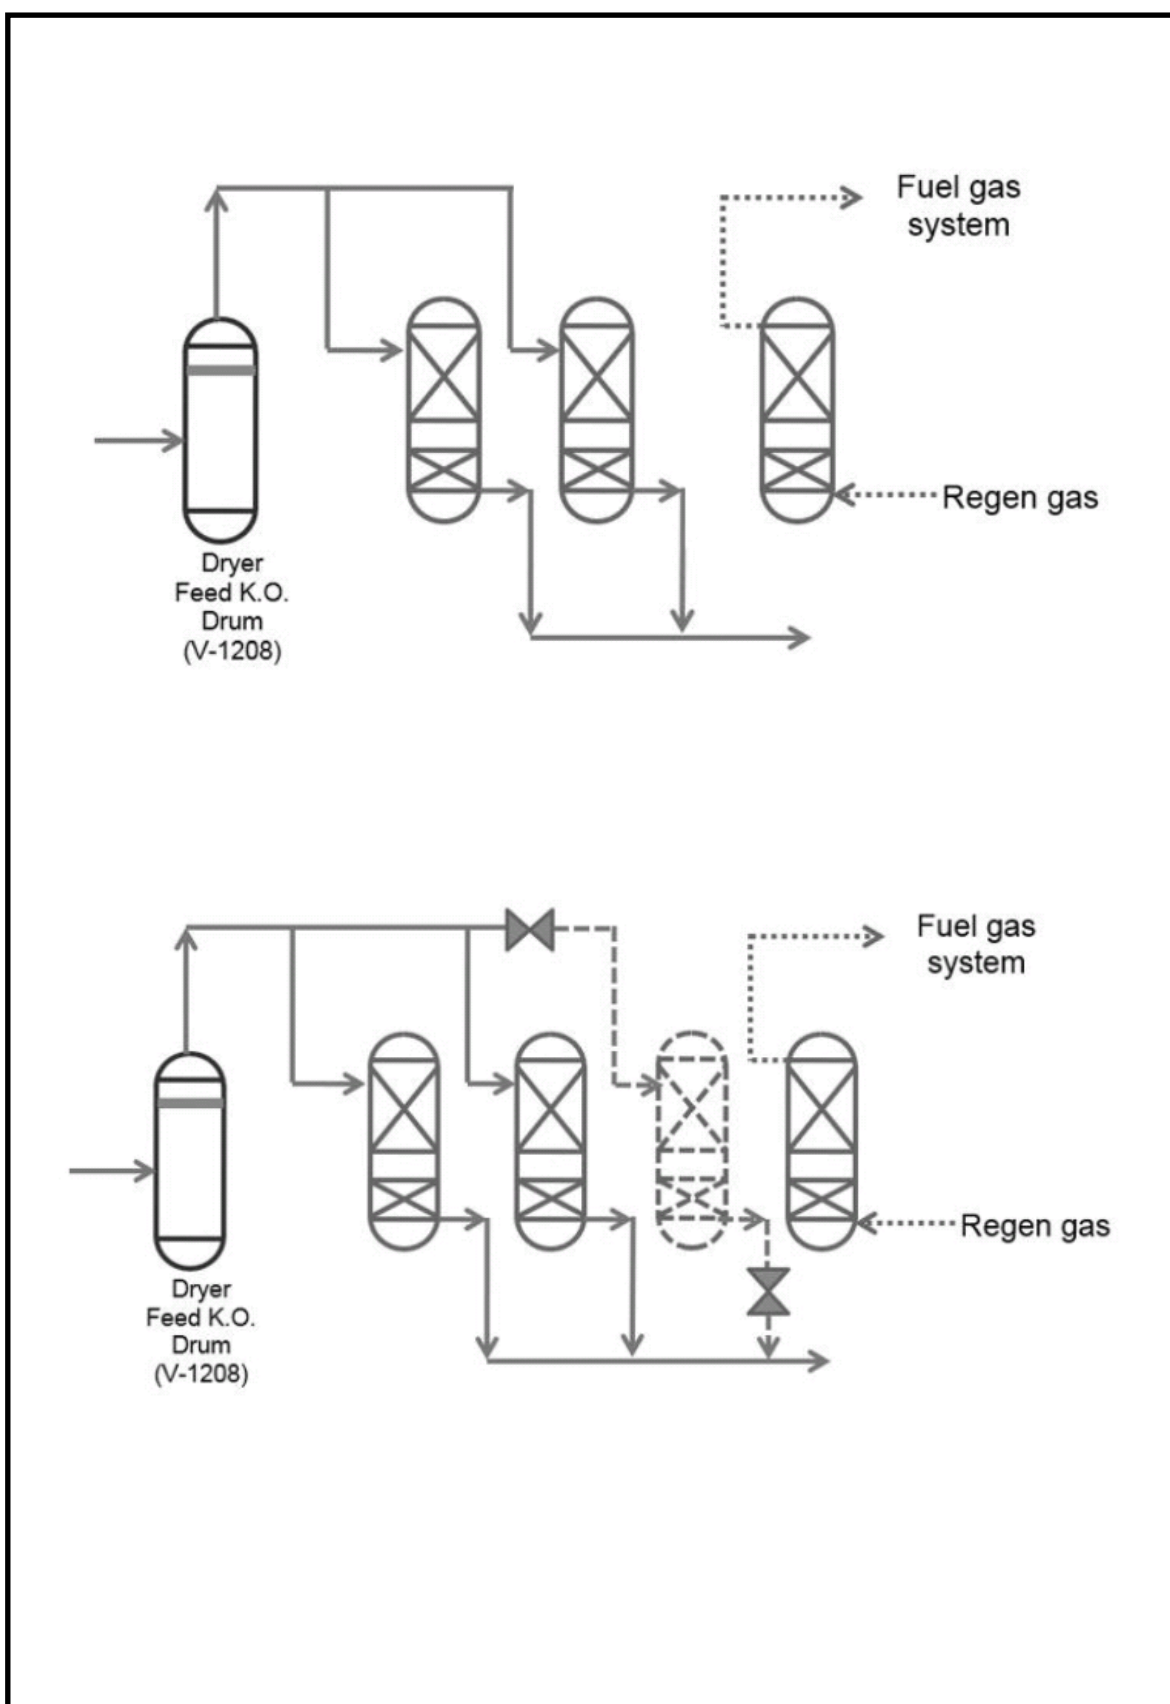 Fuel gas
system
Regen gas
Dryer
Feed K.O.
Drum
(V-1208)
Fuel gas
system
Regen gas
Dryer
Feed K.O.
Drum
(V-1208)